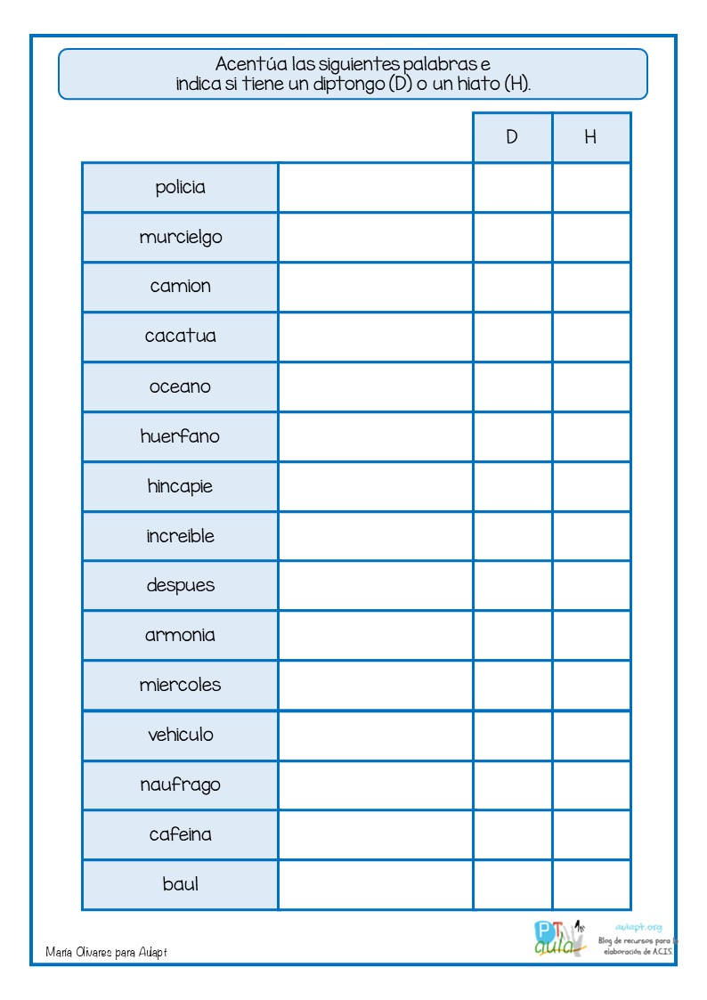 Acentúa las siguientes palabras e
indica si tiene un diptongo (D) o un hiato (H).
D H
policia
murcielgo
camion
cacatua
oceano
huerfano
hincapie
increible
despues
armonia
miercoles
vehiculo
naufrago
cafeina
baul
María Olivares para Aulapt
PT
aula
aulapt.org
Blog de recursos para la
elaboración de A.C.I.S.